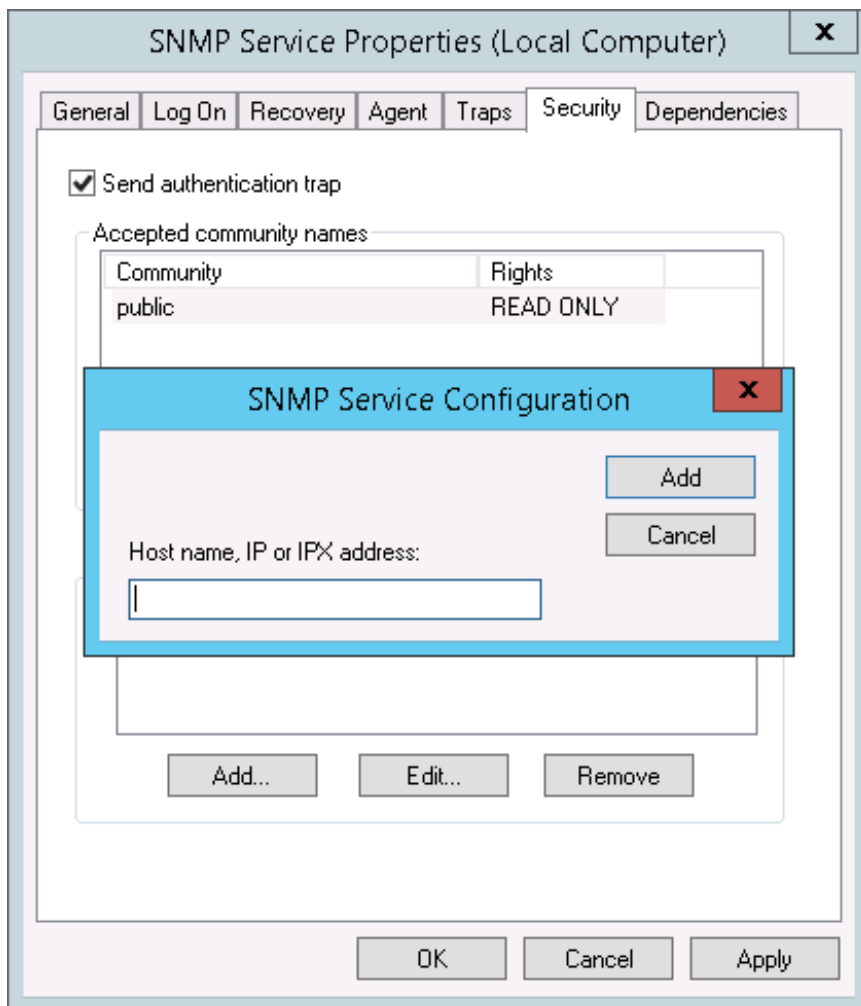 SNMP Service Properties (Local Computer)
x
General Log On Recovery Agent Traps Security Dependencies
Send authentication trap
Accepted community names
Community Rights
public READ ONLY
SNMP Service Configuration
x
Add
Cancel
Host name, IP or IPX address:
Add... Edit... Remove
OK Cancel Apply